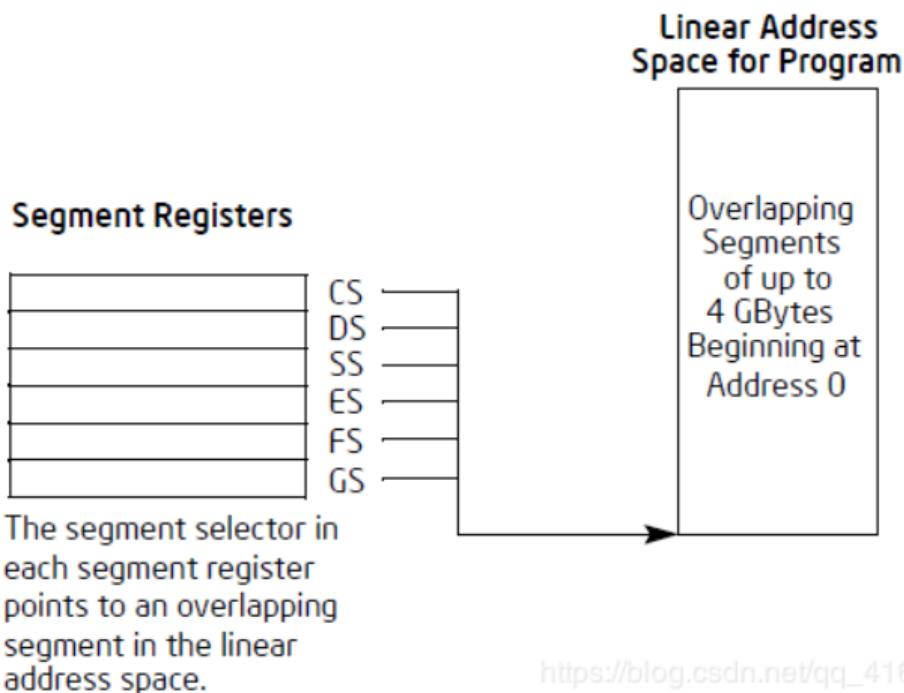 Linear Address
Space for Program
Segment Registers
Overlapping
Segments
of up to
4 GBytes
Beginning at
Address 0
CS
DS
SS
ES
FS
GS
The segment selector in
each segment register
points to an overlapping
segment in the linear
address space.
https://blog.csdn.net/qq_416